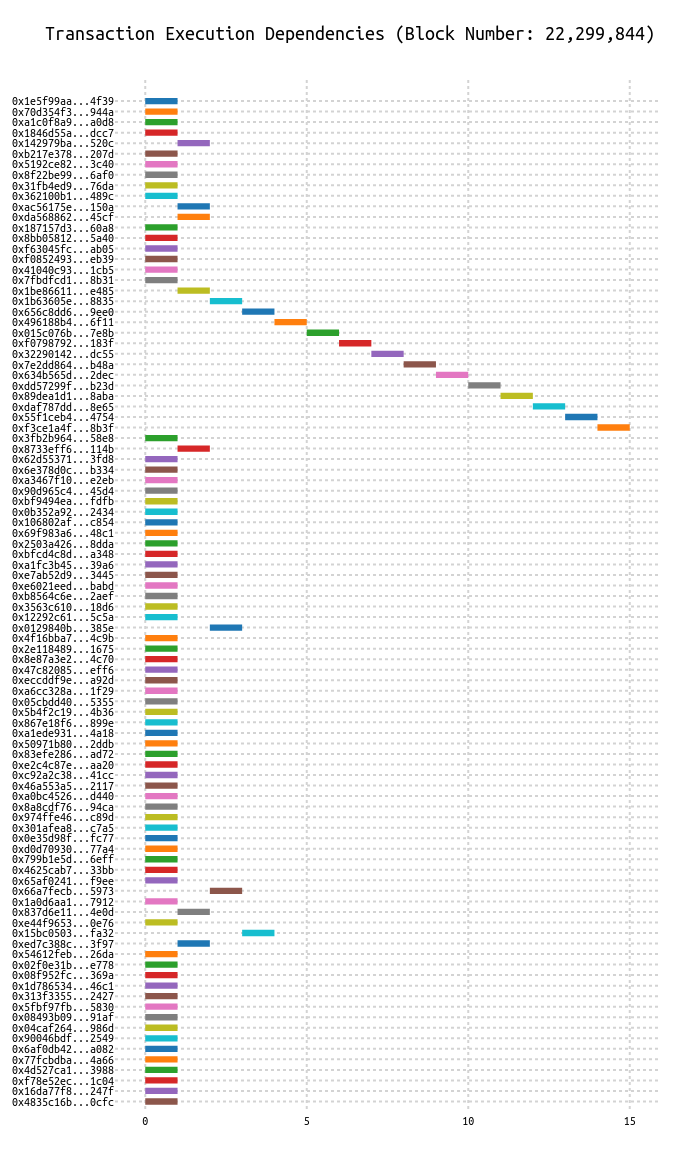 Transaction Execution Dependencies (Block Number: 22,299,844)
0x1e5f99aa...4f39
0x70d354f3...944a
0xa1c0f8a9...a0d8
0x1846d55a...dcc7
0x142979ba...520c
0xb217e378...207d
0x5192ce82...3c40
0x8f22be99...6af0
0x31fb4ed9...76da
0x362100b1...489c
0xac56175e...150a
0xda568862...45cf
0x187157d3...60a8
0x8bb05812...5a40
0xf63045fc...ab05
0xf0852493...eb39
0x41040c93...1cb5
0x7fbdfcd1...8b31
0x1be86611...e485
0x1b63605e...8835
0x656c8dd6...9ee0
0x496188b4...6f11
0x015c076b...7e8b
0xf0798792...183f
0x32290142...dc55
0x7e2dd864...b48a
0x634b565d...2dec
0xdd57299f...b23d
0x89dea1d1...8aba
0xdaf787dd...8e65
0x55f1ceb4...4754
0xf3ce1a4f...8b3f
0x3fb2b964...58e8
0x8733eff6...114b
0x62d55371...3fd8
0x6e378d0c...b334
0xa3467f10...e2eb
0x90d965c4...45d4
0xbf9494ea...fdfb
0x0b352a92...2434
0x106802af...c854
0x69f983a6...48c1
0x2503a426...8dda
0xbfcd4c8d...a348
0xa1fc3b45...39a6
0xe7ab52d9...3445
0xe6021eed...babd
0xb8564c6e...2aef
0x3563c610...18d6
0x12292c61...5c5a
0x0129840b...385e
0x4f16bba7...4c9b
0x2e118489...1675
0x8e87a3e2...4c70
0x47c82085...eff6
0xeccddf9e...a92d
0xa6cc328a...1f29
0x05cbdd40...5355
0x5b4f2c19...4b36
0x867e18f6...899e
0xa1ede931...4a18
0x50971b80...2ddb
0x83efe286...ad72
0xe2c4c87e...aa20
0xc92a2c38...41cc
0x46a553a5...2117
0xa0bc4526...d440
0x8a8cdf76...94ca
0x974ffe46...c89d
0x301afea8...c7a5
0x0e35d98f...fc77
0xd0d70930...77a4
0x799b1e5d...6eff
0x4625cab7...33bb
0x65af0241...f9ee
0x66a7fecb...5973
0x1a0d6aa1...7912
0x837d6e11...4e0d
0xe44f9653...0e76
0x15bc0503...fa32
0xed7c388c...3f97
0x54612feb...26da
0x02f0e31b...e778
0x08f952fc...369a
0x1d786534...46c1
0x313f3355...2427
0x5fbf97fb...5830
0x08493b09...91af
0x04caf264...986d
0x90046bdf...2549
0x6af0db42...a082
0x77fcbdba...4a66
0x4d527ca1...3988
0xf78e52ec...1c04
0x16da77f8...247f
0x4835c16b...0cfc
0 5 10 15